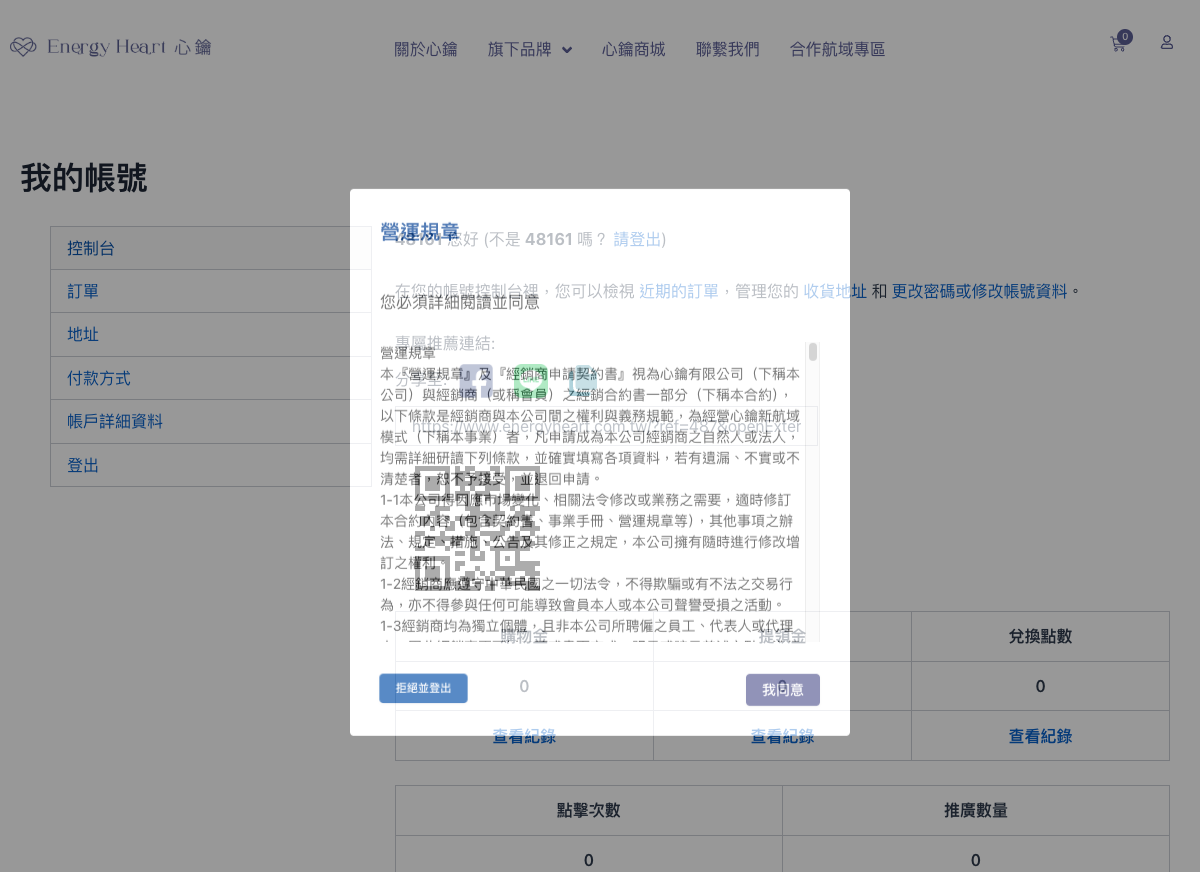 Energy Heart 心鑰
關於心鑰
旗下品牌
心鑰商城
聯繫我們
合作航域專區
0
我的帳號
控制台
訂單
地址
付款方式
帳戶詳細資料
登出
48161 您好 (不是 48161 嗎？ 請登出)
在您的帳號控制台裡，您可以檢視 近期的訂單，管理您的 收貨地址 和 更改密碼或修改帳號資料。
專屬推薦連結:
分享至:
https://www.energyheart.com.tw/?ref=487&openExter
營運規章
您必須詳細閱讀並同意
營運規章
本『營運規章』及『經銷商申請契約書』視為心鑰有限公司（下稱本
公司）與經銷商（或稱會員）之經銷合約書一部分（下稱本合約），
以下條款是經銷商與本公司間之權利與義務規範，為經營心鑰新航域
模式（下稱本事業）者，凡申請成為本公司經銷商之自然人或法人，
均需詳細研讀下列條款，並確實填寫各項資料，若有遺漏、不實或不
清楚者，恕不予接受，並退回申請。
1-1本公司得因應市場變化、相關法令修改或業務之需要，適時修訂
本合約內容（包含契約書、事業手冊、營運規章等），其他事項之辦
法、規定、措施、公告及其修正之規定，本公司擁有隨時進行修改增
訂之權利。
1-2經銷商應遵守中華民國之一切法令，不得欺騙或有不法之交易行
為，亦不得參與任何可能導致會員本人或本公司聲譽受損之活動。
1-3經銷商均為獨立個體，且非本公司所聘僱之員工、代表人或代理
拒絕並登出
我同意
購物金
提領金
兌換點數
0
0
0
查看紀錄
查看紀錄
查看紀錄
點擊次數
推廣數量
0
0